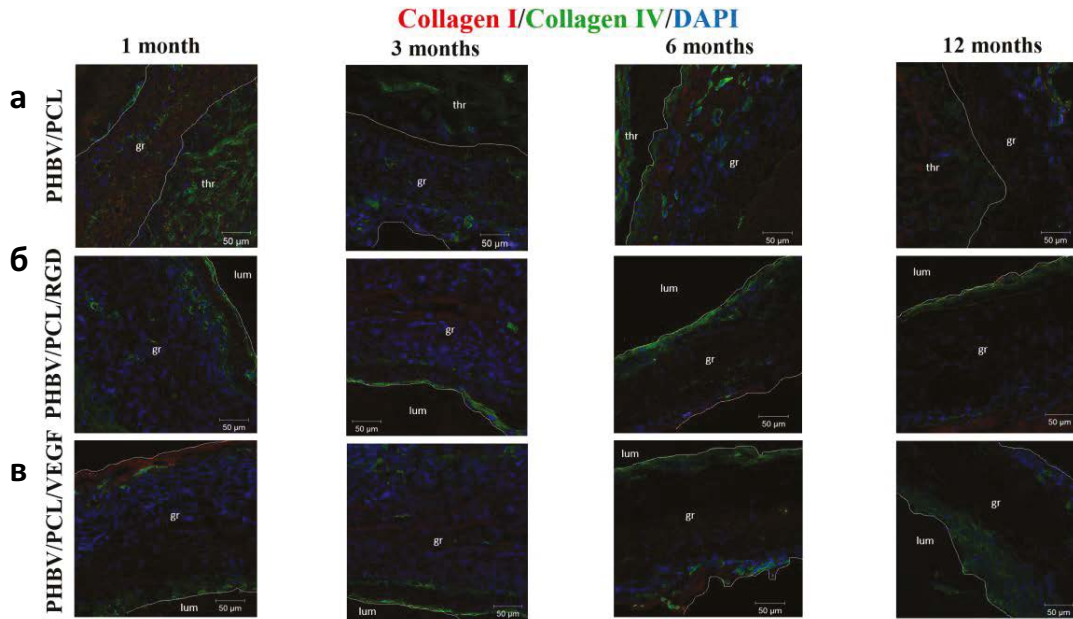 Collagen I/Collagen IV/DAPI
1 month
3 months
6 months
12 months
а
PHBV/PCL
gr
thr
50 µm
thr
gr
50 µm
thr
gr
50 µm
thr
gr
50 µm
б
PHBV/PCL/RGD
lum
gr
50 µm
gr
lum
50 µm
lum
gr
50 µm
lum
gr
50 µm
в
PHBV/PCL/VEGF
gr
lum
50 µm
gr
lum
50 µm
lum
gr
50 µm
gr
lum
50 µm